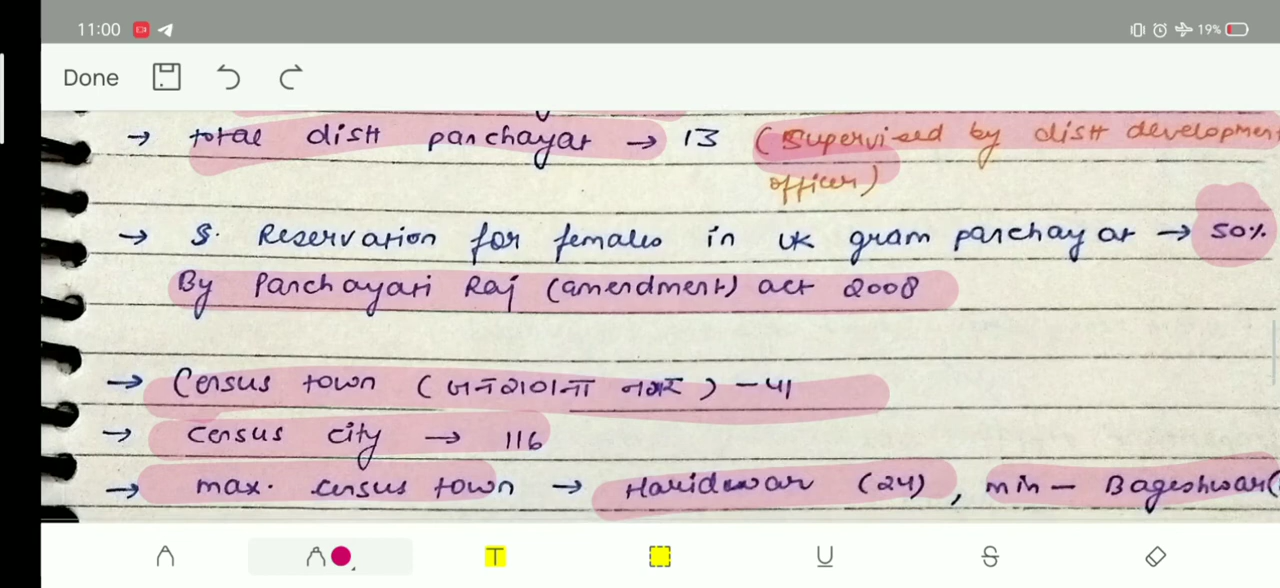 11:00
19%
Done
→ total distt panchayat → 13 (Supervised by distt developmen
officer)
→ §. Reservation for females in UK gram panchayat → 50%
By Panchayati Raj (amendment) act 2008
→ Census town (जनगणना नगर) – 41
→ Census city → 116
→ max. census town → Haridwar (24), min – Bageshwar(
T
U
S